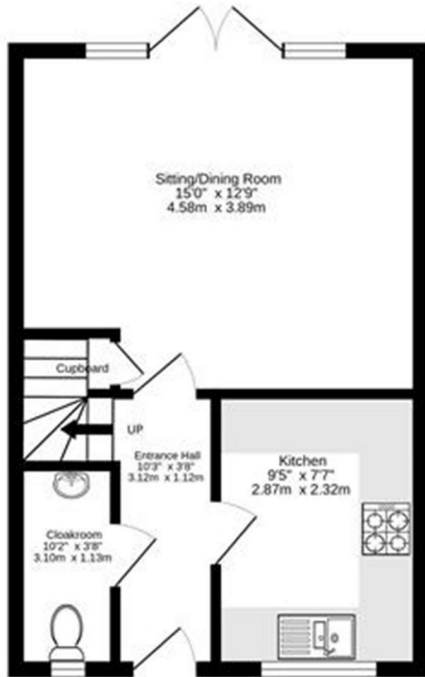 Sitting/Dining Room
15'0" x 12'9"
4.58m x 3.89m
Cupboard
UP
Entrance Hall
10'3" x 3'8"
3.12m x 1.12m
Kitchen
9'5" x 7'7"
2.87m x 2.32m
Cloakroom
10'2" x 3'8"
3.10m x 1.13m